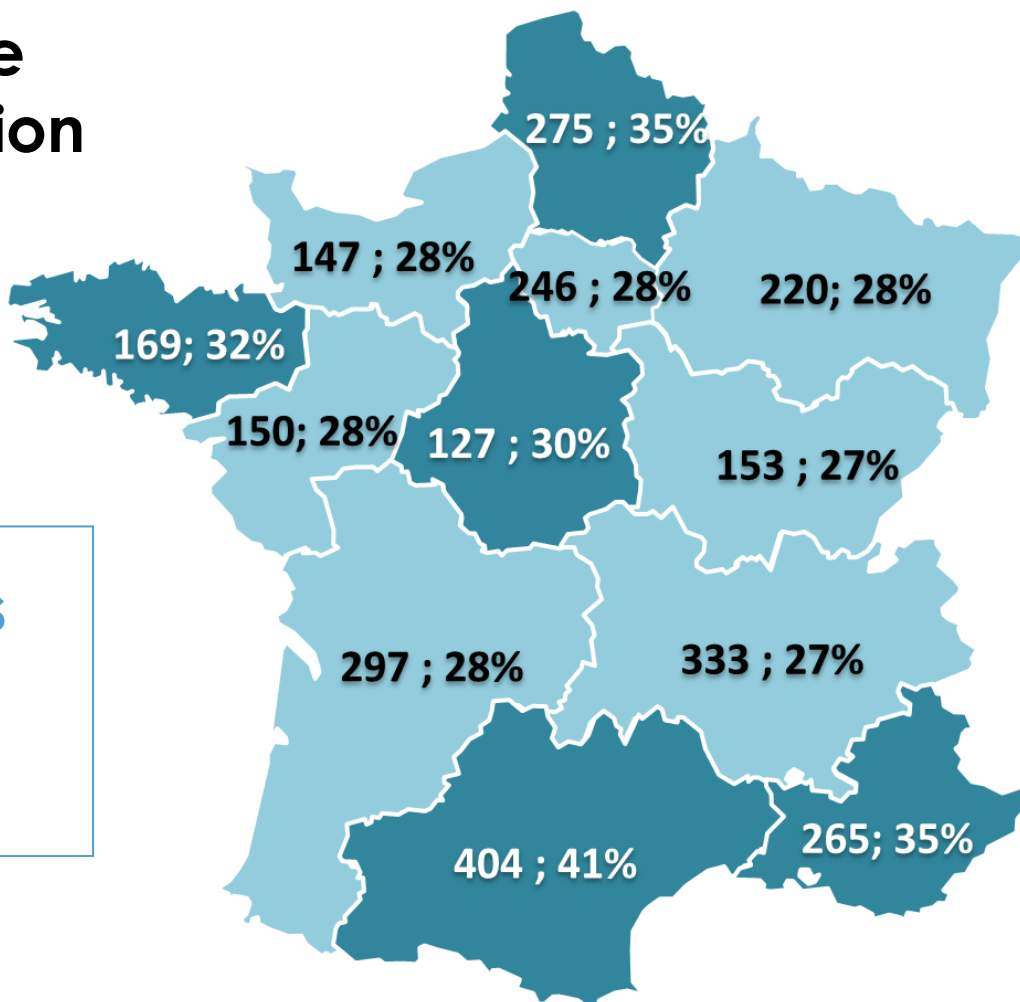 e
ion
275 ; 35%
147 ; 28%
246 ; 28%
220; 28%
169; 32%
150; 28%
127 ; 30%
153 ; 27%
s
297 ; 28%
333 ; 27%
265; 35%
404 ; 41%